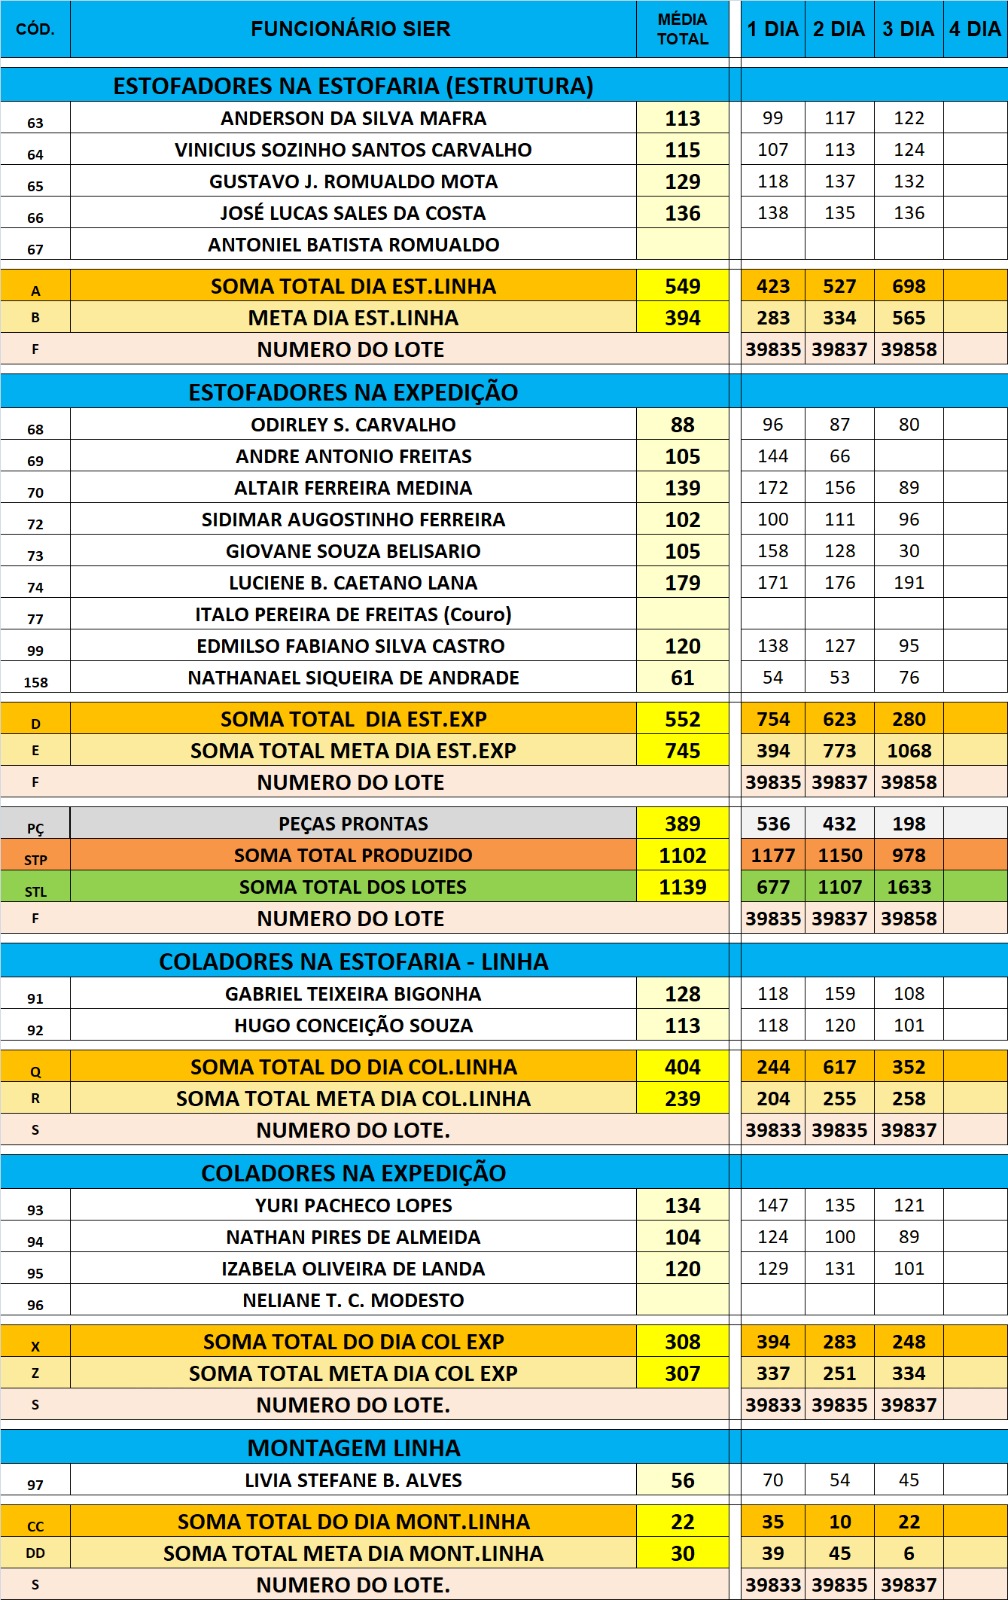 CÓD. FUNCIONÁRIO SIER MÉDIA TOTAL 1 DIA 2 DIA 3 DIA 4 DIA
ESTOFADORES NA ESTOFARIA (ESTRUTURA)
63 ANDERSON DA SILVA MAFRA 113 99 117 122
64 VINICIUS SOZINHO SANTOS CARVALHO 115 107 113 124
65 GUSTAVO J. ROMUALDO MOTA 129 118 137 132
66 JOSÉ LUCAS SALES DA COSTA 136 138 135 136
67 ANTONIEL BATISTA ROMUALDO
A SOMA TOTAL DIA EST.LINHA 549 423 527 698
B META DIA EST.LINHA 394 283 334 565
F NUMERO DO LOTE 39835 39837 39858
ESTOFADORES NA EXPEDIÇÃO
68 ODIRLEY S. CARVALHO 88 96 87 80
69 ANDRE ANTONIO FREITAS 105 144 66
70 ALTAIR FERREIRA MEDINA 139 172 156 89
72 SIDIMAR AUGOSTINHO FERREIRA 102 100 111 96
73 GIOVANE SOUZA BELISARIO 105 158 128 30
74 LUCIENE B. CAETANO LANA 179 171 176 191
77 ITALO PEREIRA DE FREITAS (Couro)
99 EDMILSO FABIANO SILVA CASTRO 120 138 127 95
158 NATHANAEL SIQUEIRA DE ANDRADE 61 54 53 76
D SOMA TOTAL DIA EST.EXP 552 754 623 280
E SOMA TOTAL META DIA EST.EXP 745 394 773 1068
F NUMERO DO LOTE 39835 39837 39858
PÇ PEÇAS PRONTAS 389 536 432 198
STP SOMA TOTAL PRODUZIDO 1102 1177 1150 978
STL SOMA TOTAL DOS LOTES 1139 677 1107 1633
F NUMERO DO LOTE 39835 39837 39858
COLADORES NA ESTOFARIA - LINHA
91 GABRIEL TEIXEIRA BIGONHA 128 118 159 108
92 HUGO CONCEIÇÃO SOUZA 113 118 120 101
Q SOMA TOTAL DO DIA COL.LINHA 404 244 617 352
R SOMA TOTAL META DIA COL.LINHA 239 204 255 258
S NUMERO DO LOTE. 39833 39835 39837
COLADORES NA EXPEDIÇÃO
93 YURI PACHECO LOPES 134 147 135 121
94 NATHAN PIRES DE ALMEIDA 104 124 100 89
95 IZABELA OLIVEIRA DE LANDA 120 129 131 101
96 NELIANE T. C. MODESTO
X SOMA TOTAL DO DIA COL EXP 308 394 283 248
Z SOMA TOTAL META DIA COL EXP 307 337 251 334
S NUMERO DO LOTE. 39833 39835 39837
MONTAGEM LINHA
97 LIVIA STEFANE B. ALVES 56 70 54 45
CC SOMA TOTAL DO DIA MONT.LINHA 22 35 10 22
DD SOMA TOTAL META DIA MONT.LINHA 30 39 45 6
S NUMERO DO LOTE. 39833 39835 39837